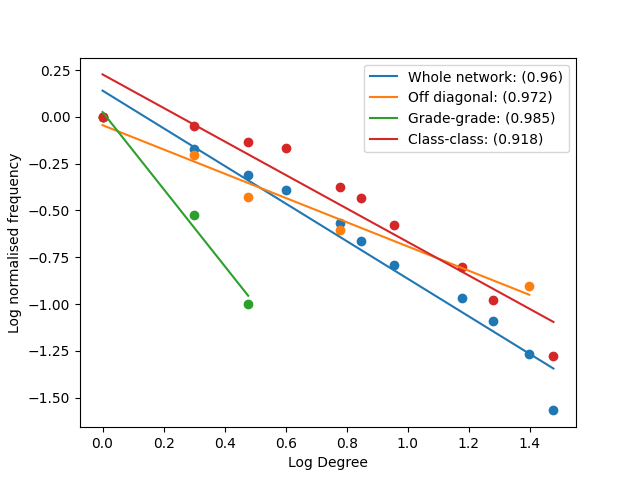 Whole network: (0.96)
Off diagonal: (0.972)
Grade-grade: (0.985)
Class-class: (0.918)
0.25
0.00
−0.25
−0.50
−0.75
−1.00
−1.25
−1.50
Log normalised frequency
0.0 0.2 0.4 0.6 0.8 1.0 1.2 1.4
Log Degree